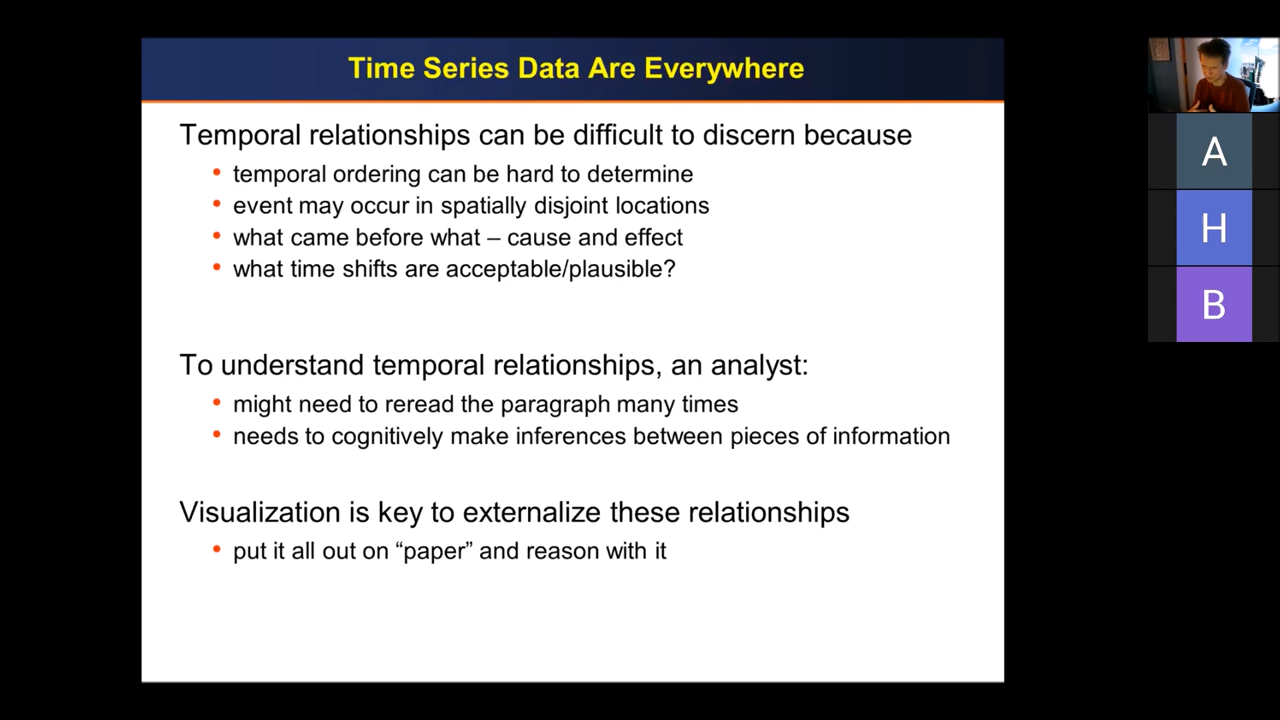 Time Series Data Are Everywhere
Temporal relationships can be difficult to discern because
• temporal ordering can be hard to determine
• event may occur in spatially disjoint locations
• what came before what – cause and effect
• what time shifts are acceptable/plausible?
To understand temporal relationships, an analyst:
• might need to reread the paragraph many times
• needs to cognitively make inferences between pieces of information
Visualization is key to externalize these relationships
• put it all out on “paper” and reason with it
A
H
B